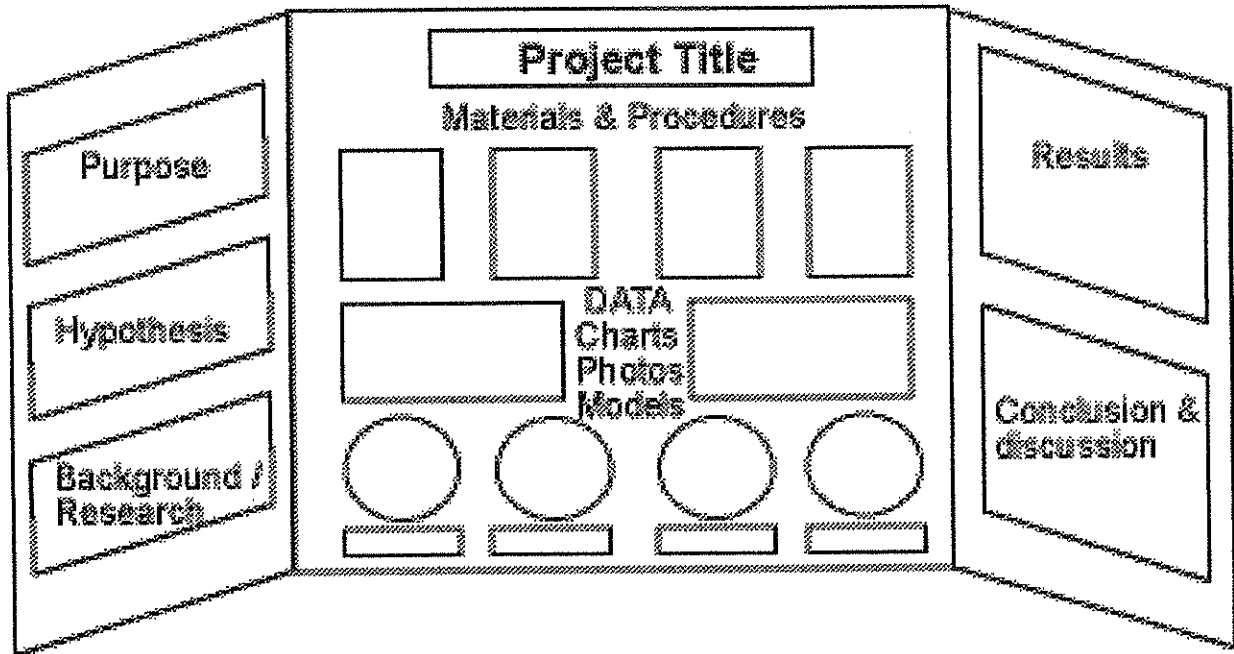 Purpose
Hypothesis
Background /
Research
Project Title
Materials & Procedures
DATA
Charts
Photos
Models
Results
Conclusion &
discussion